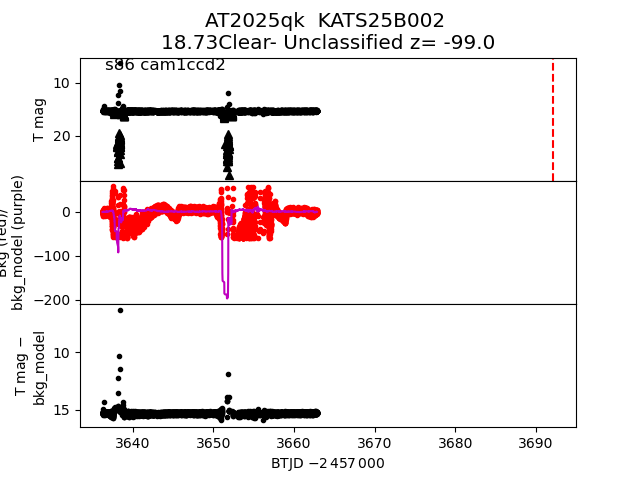 AT2025qk  KATS25B002
18.73Clear- Unclassified z= -99.0
s86 cam1ccd2
10
20
T mag
0
−100
−200
Bkg (red)/
bkg_model (purple)
10
15
T mag −
bkg_model
3640 3650 3660 3670 3680 3690
BTJD −2 457 000